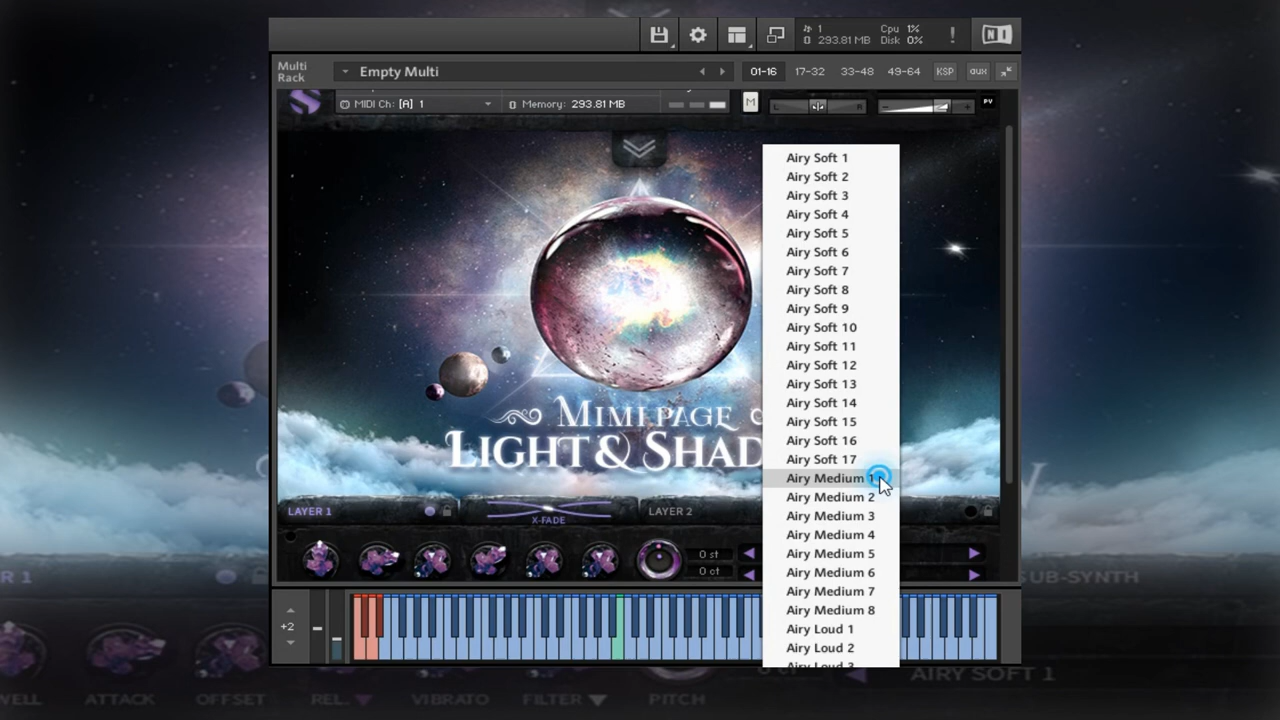 1
0 293.81 MB
Cpu 1%
Disk 0%
!
NI
Multi
Rack
Empty Multi
01-16
17-32
33-48
49-64
KSP
aux
MIDI Ch: [A] 1
Memory: 293.81 MB
M
L
R
PV
MIMI PAGE
LIGHT & SHAD
Airy Soft 1
Airy Soft 2
Airy Soft 3
Airy Soft 4
Airy Soft 5
Airy Soft 6
Airy Soft 7
Airy Soft 8
Airy Soft 9
Airy Soft 10
Airy Soft 11
Airy Soft 12
Airy Soft 13
Airy Soft 14
Airy Soft 15
Airy Soft 16
Airy Soft 17
Airy Medium 1
Airy Medium 2
Airy Medium 3
Airy Medium 4
Airy Medium 5
Airy Medium 6
Airy Medium 7
Airy Medium 8
Airy Loud 1
Airy Loud 2
Airy Loud 3
LAYER 1
X-FADE
LAYER 2
0 st
0 ct
+2
R 1
SUB-SYNTH
WELL
ATTACK
OFFSET
REL.
VIBRATO
FILTER
PITCH
AIRY SOFT 1